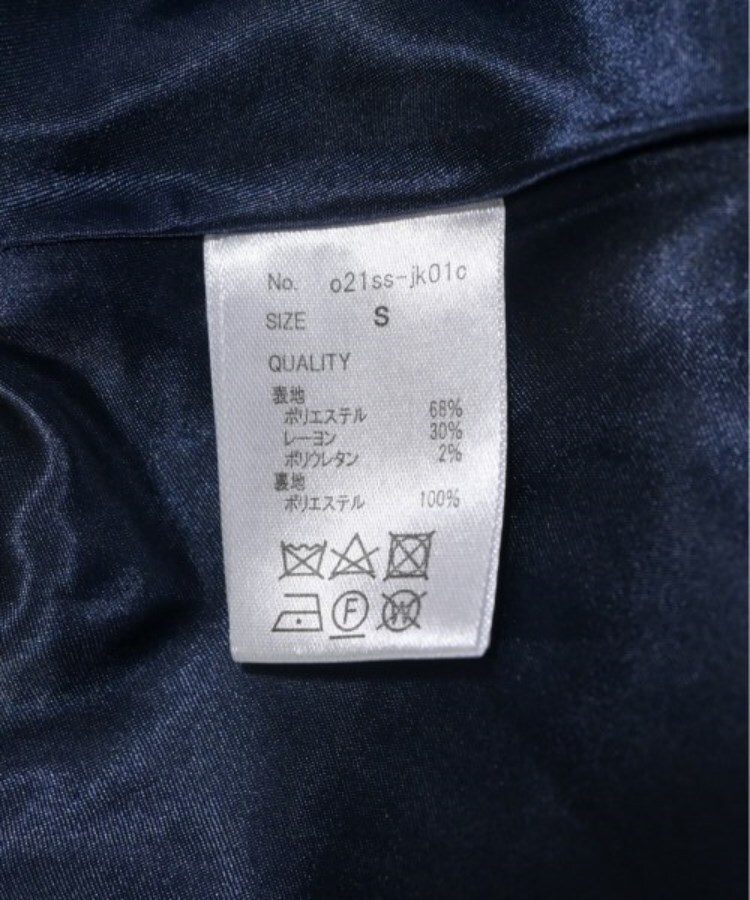 No. o21ss-jk01c
SIZE S
QUALITY
表地
ポリエステル 68%
レーヨン 30%
ポリウレタン 2%
裏地
ポリエステル 100%
F W